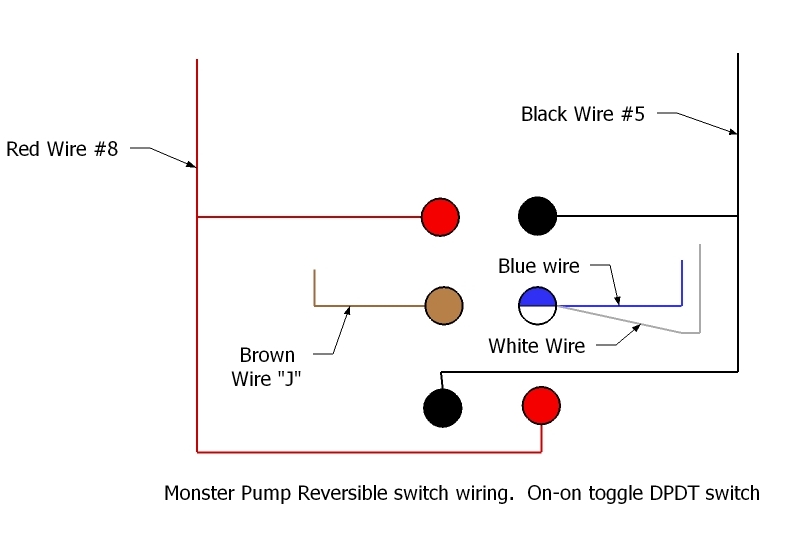 Black Wire #5
Red Wire #8
Blue wire
White Wire
Brown
Wire "J"
Monster Pump Reversible switch wiring.  On-on toggle DPDT switch